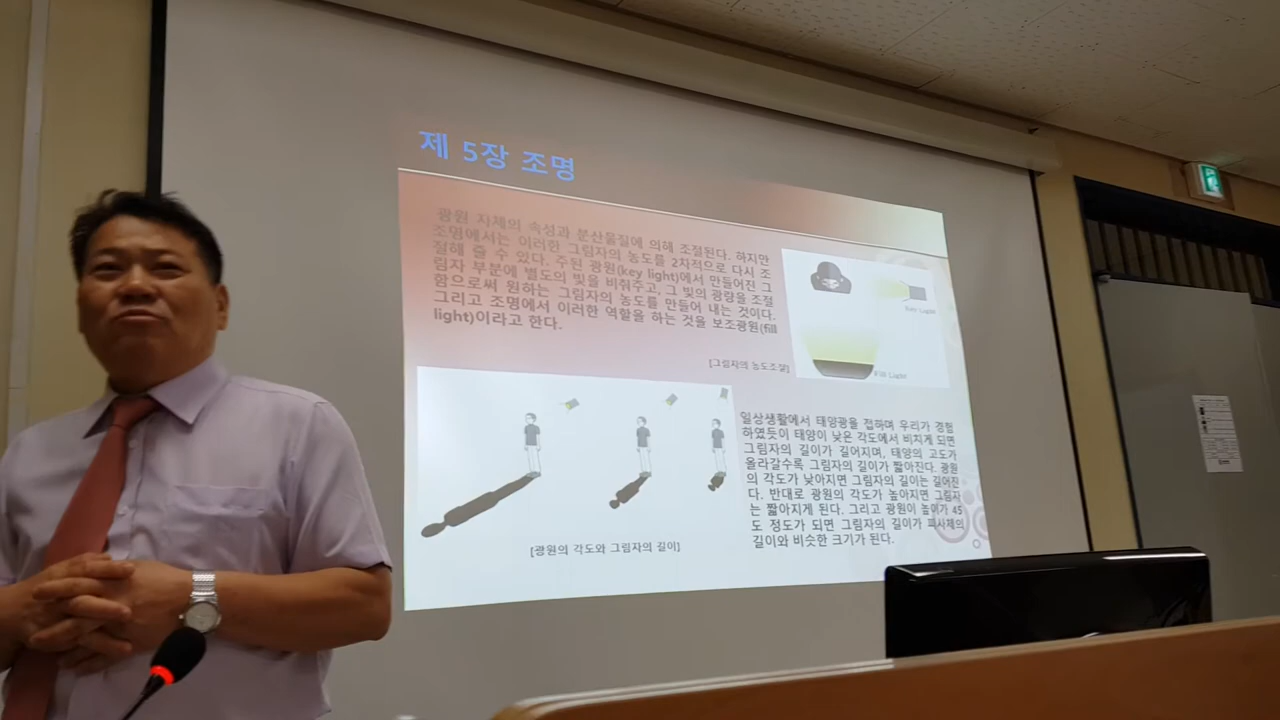 제 5장 조명
광원 자체의 속성과 분산물질에 의해 조절된다. 하지만
조명에서는 이러한 그림자의 농도를 2차적으로 다시 조
절해 줄 수 있다. 주된 광원(key light)에서 만들어진 그
림자 부분에 별도의 빛을 비춰주고, 그 빛의 광량을 조절
함으로써 원하는 그림자의 농도를 만들어 내는 것이다.
그리고 조명에서 이러한 역할을 하는 것을 보조광원(fill
light)이라고 한다.
Key Light
Fill Light
[그림자의 농도조절]
일상생활에서 태양광을 접하며 우리가 경험
하였듯이 태양이 낮은 각도에서 비치게 되면
그림자의 길이가 길어지며, 태양의 고도가
올라갈수록 그림자의 길이가 짧아진다. 광원
의 각도가 낮아지면 그림자의 길이는 길어진
다. 반대로 광원의 각도가 높아지면 그림자
는 짧아지게 된다. 그리고 광원이 높이가 45
도 정도가 되면 그림자의 길이가 피사체의
길이와 비슷한 크기가 된다.
[광원의 각도와 그림자의 길이]